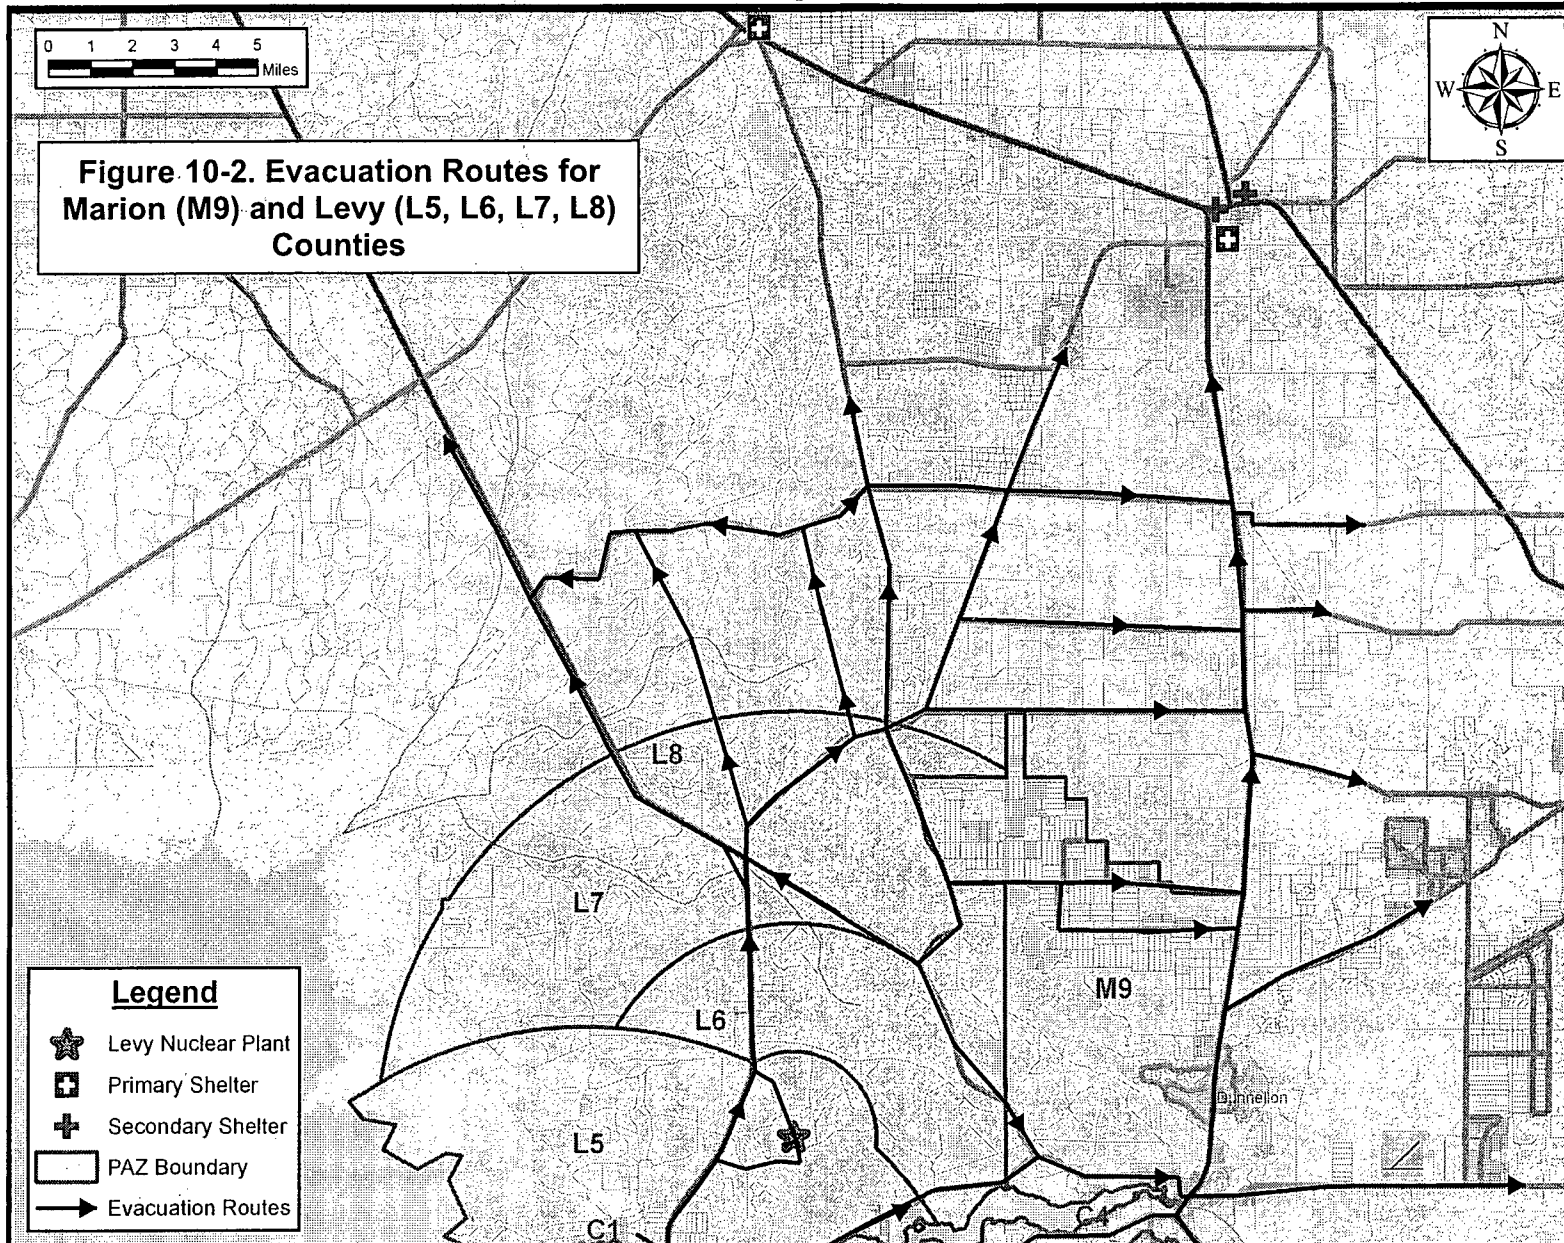 0 1 2 3 4 5
Miles
N
W E
S
Figure 10-2. Evacuation Routes for
Marion (M9) and Levy (L5, L6, L7, L8)
Counties
L8
L7
L6
M9
Dunnellon
L5
C4
C1
Legend
Levy Nuclear Plant
Primary Shelter
Secondary Shelter
PAZ Boundary
Evacuation Routes